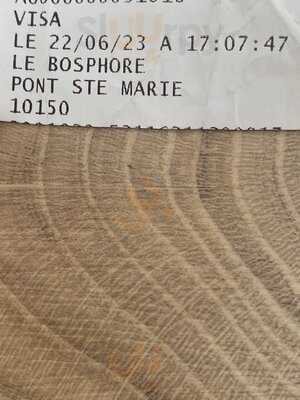 VISA
LE 22/06/23 A 17:07:47
LE BOSPHORE
PONT STE MARIE
10150